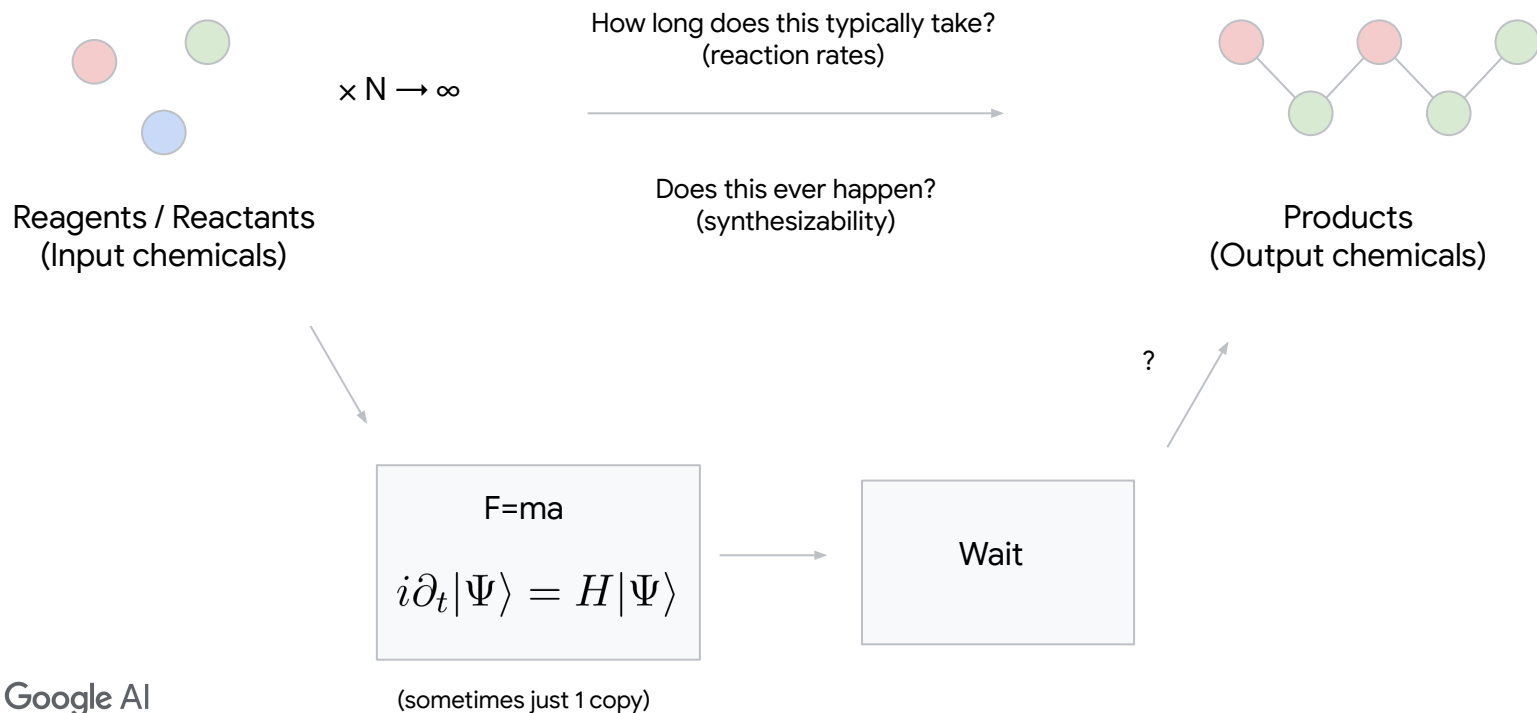 How long does this typically take?
(reaction rates)
× N → ∞
Does this ever happen?
(synthesizability)
Reagents / Reactants
(Input chemicals)
Products
(Output chemicals)
?
F=ma
i∂ₜ|Ψ⟩ = H|Ψ⟩
Wait
(sometimes just 1 copy)
Google AI